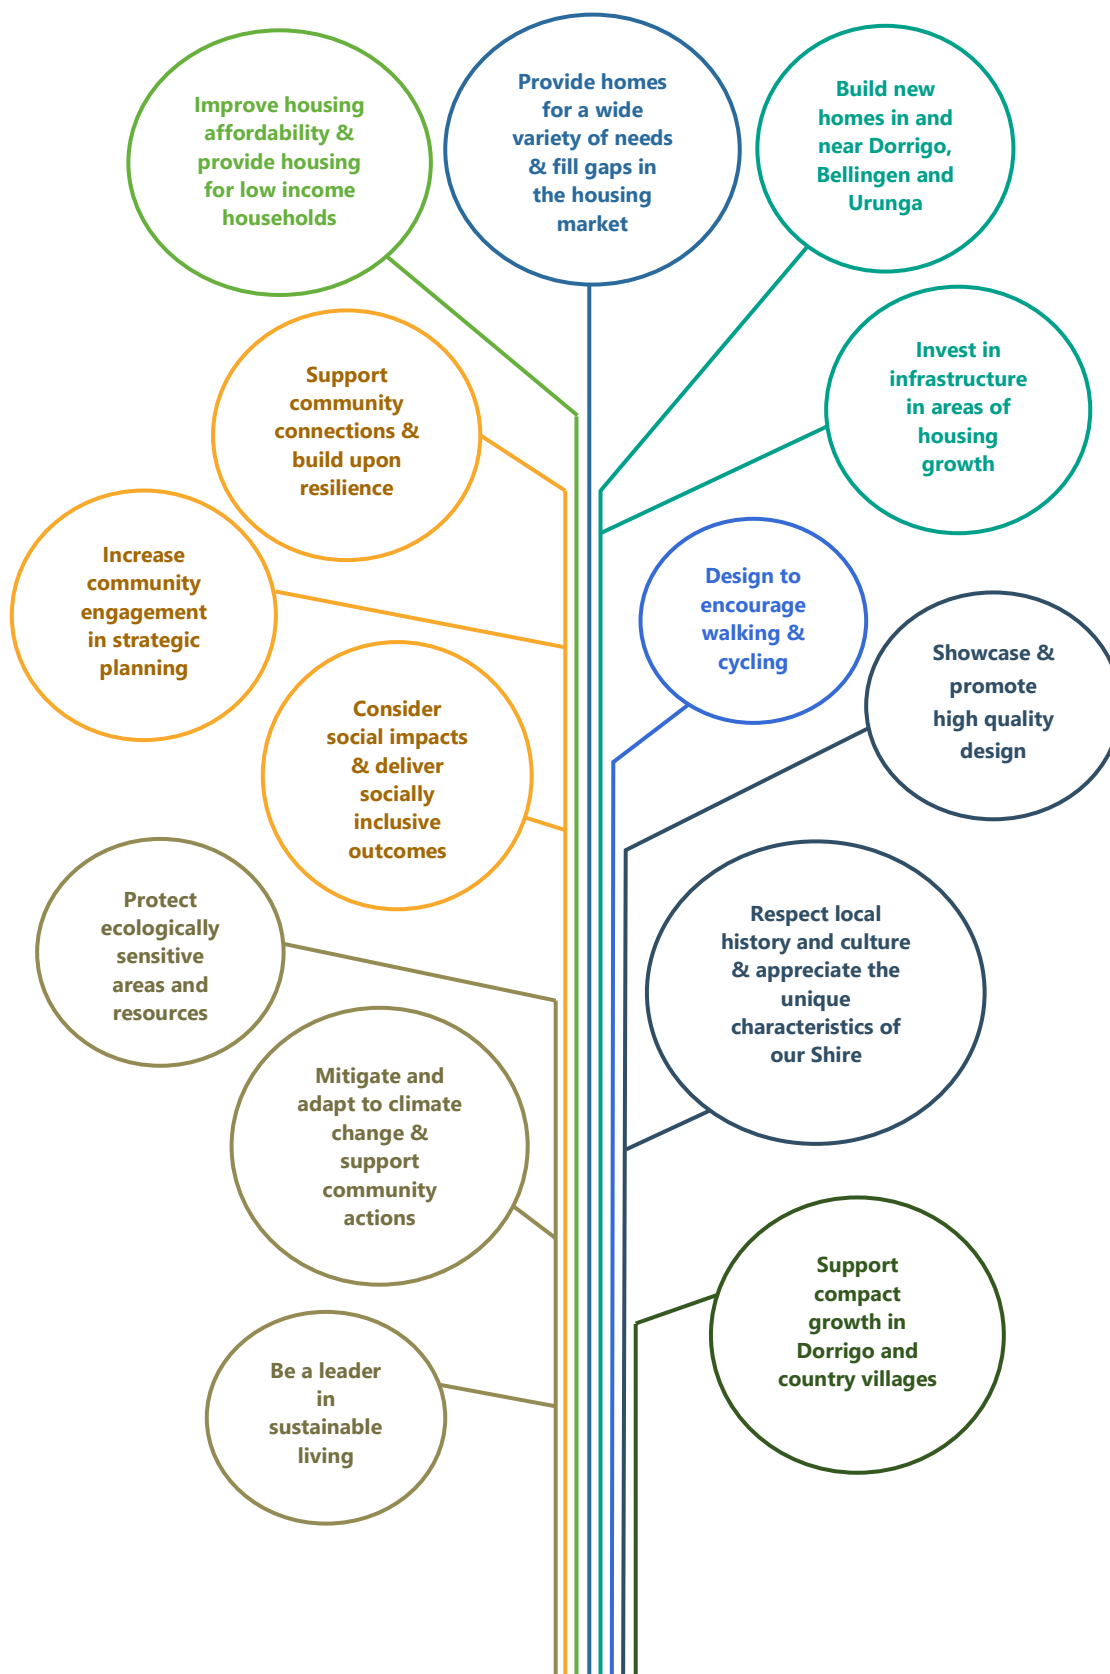 Improve housing
affordability &
provide housing
for low income
households
Provide homes
for a wide
variety of needs
& fill gaps in
the housing
market
Build new
homes in and
near Dorrigo,
Bellingen and
Urunga
Support
community
connections &
build upon
resilience
Invest in
infrastructure
in areas of
housing
growth
Increase
community
engagement
in strategic
planning
Design to
encourage
walking &
cycling
Showcase &
promote
high quality
design
Consider
social impacts
& deliver
socially
inclusive
outcomes
Protect
ecologically
sensitive
areas and
resources
Respect local
history and culture
& appreciate the
unique
characteristics of
our Shire
Mitigate and
adapt to climate
change &
support
community
actions
Support
compact
growth in
Dorrigo and
country villages
Be a leader
in
sustainable
living